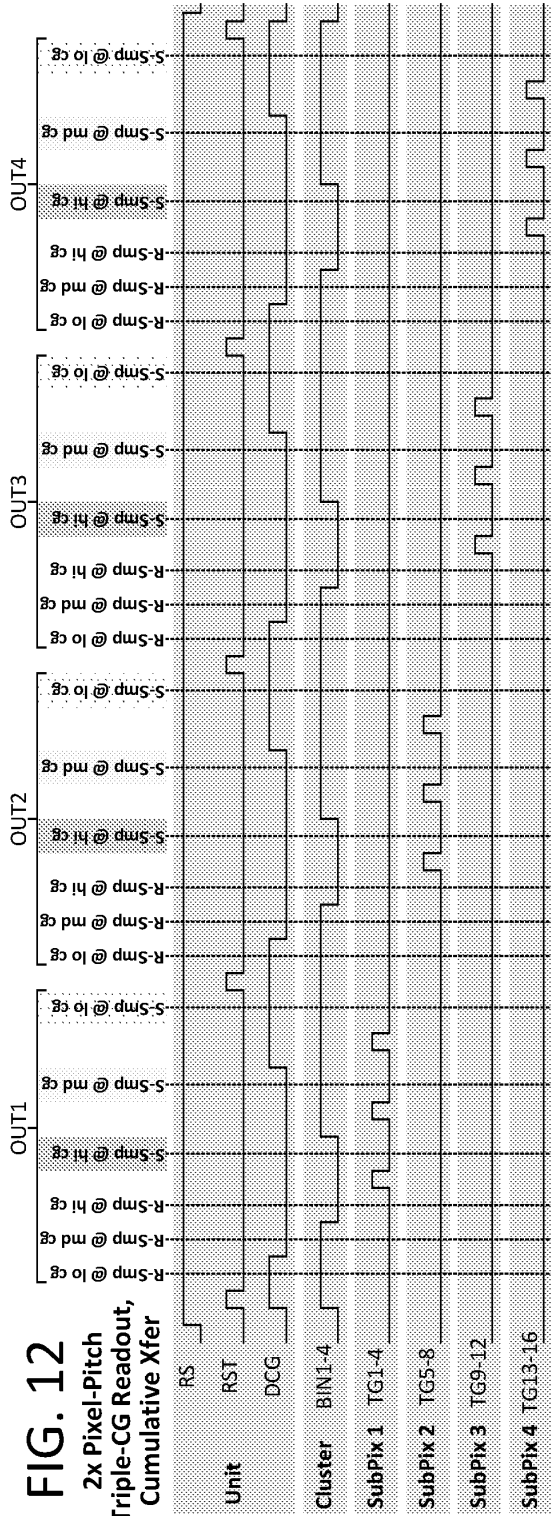 FIG. 12
2x Pixel-Pitch
Triple-CG Readout,
Cumulative Xfer
OUT1
OUT2
OUT3
OUT4
R-Smp @ lo cg
R-Smp @ md cg
R-Smp @ hi cg
S-Smp @ hi cg
S-Smp @ md cg
S-Smp @ lo cg
R-Smp @ lo cg
R-Smp @ md cg
R-Smp @ hi cg
S-Smp @ hi cg
S-Smp @ md cg
S-Smp @ lo cg
R-Smp @ lo cg
R-Smp @ md cg
R-Smp @ hi cg
S-Smp @ hi cg
S-Smp @ md cg
S-Smp @ lo cg
R-Smp @ lo cg
R-Smp @ md cg
R-Smp @ hi cg
S-Smp @ hi cg
S-Smp @ md cg
S-Smp @ lo cg
RS
Unit RST
DCG
Cluster BIN1-4
SubPix 1 TG1-4
SubPix 2 TG5-8
SubPix 3 TG9-12
SubPix 4 TG13-16